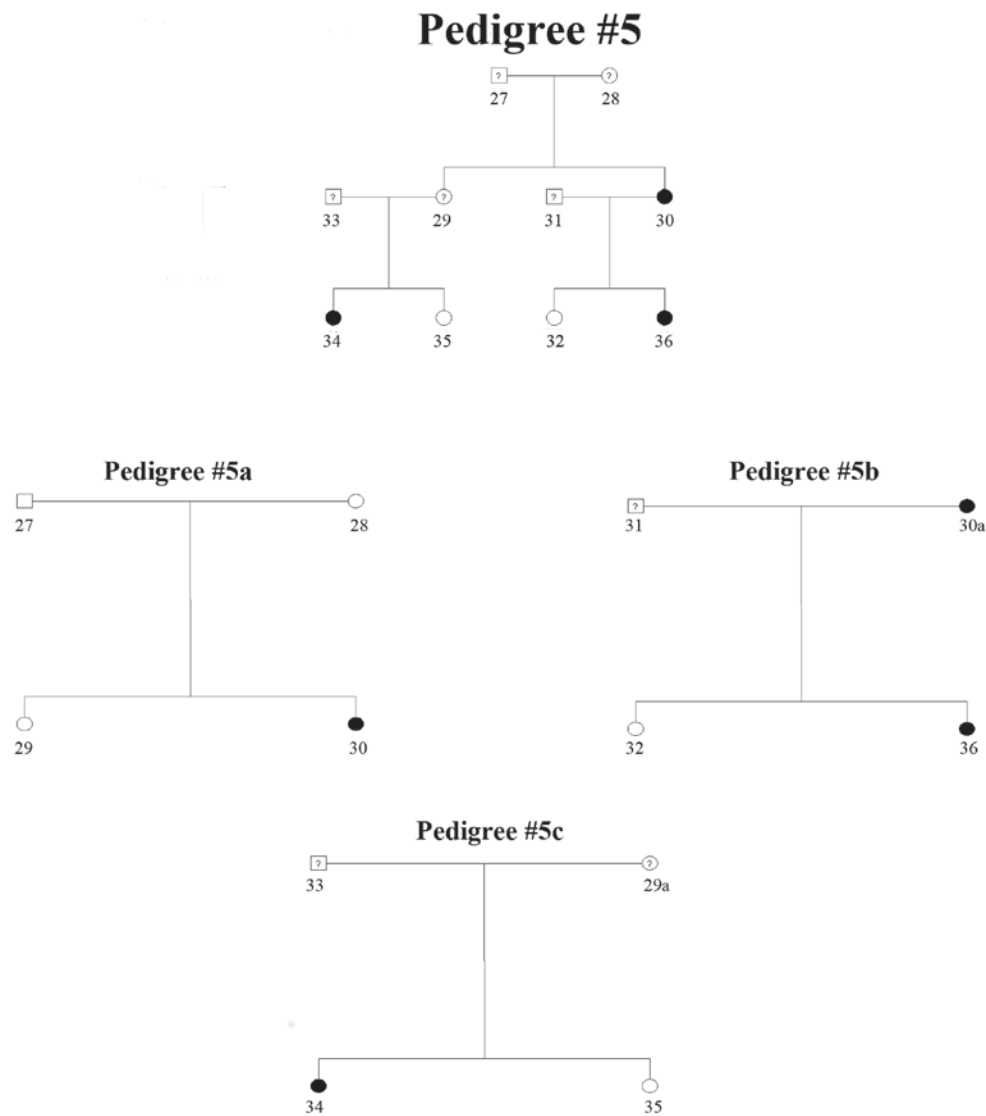 Pedigree #5
? ?
27 28
? ? ?
33 29 31 30
34 35 32 36
Pedigree #5a
27 28
29 30
Pedigree #5b
?
31 30a
32 36
Pedigree #5c
? ?
33 29a
34 35